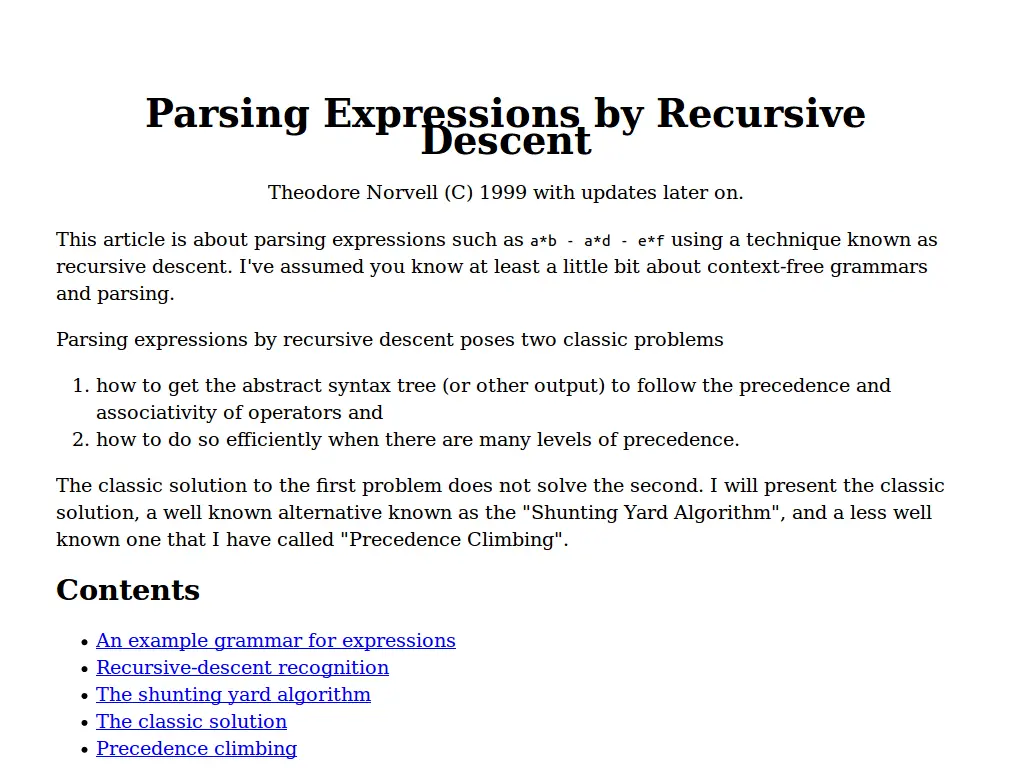 Parsing Expressions by Recursive
Descent
Theodore Norvell (C) 1999 with updates later on.
This article is about parsing expressions such as a*b - a*d - e*f using a technique known as
recursive descent. I've assumed you know at least a little bit about context-free grammars
and parsing.
Parsing expressions by recursive descent poses two classic problems
1. how to get the abstract syntax tree (or other output) to follow the precedence and
associativity of operators and
2. how to do so efficiently when there are many levels of precedence.
The classic solution to the first problem does not solve the second. I will present the classic
solution, a well known alternative known as the "Shunting Yard Algorithm", and a less well
known one that I have called "Precedence Climbing".
Contents
• An example grammar for expressions
• Recursive-descent recognition
• The shunting yard algorithm
• The classic solution
• Precedence climbing